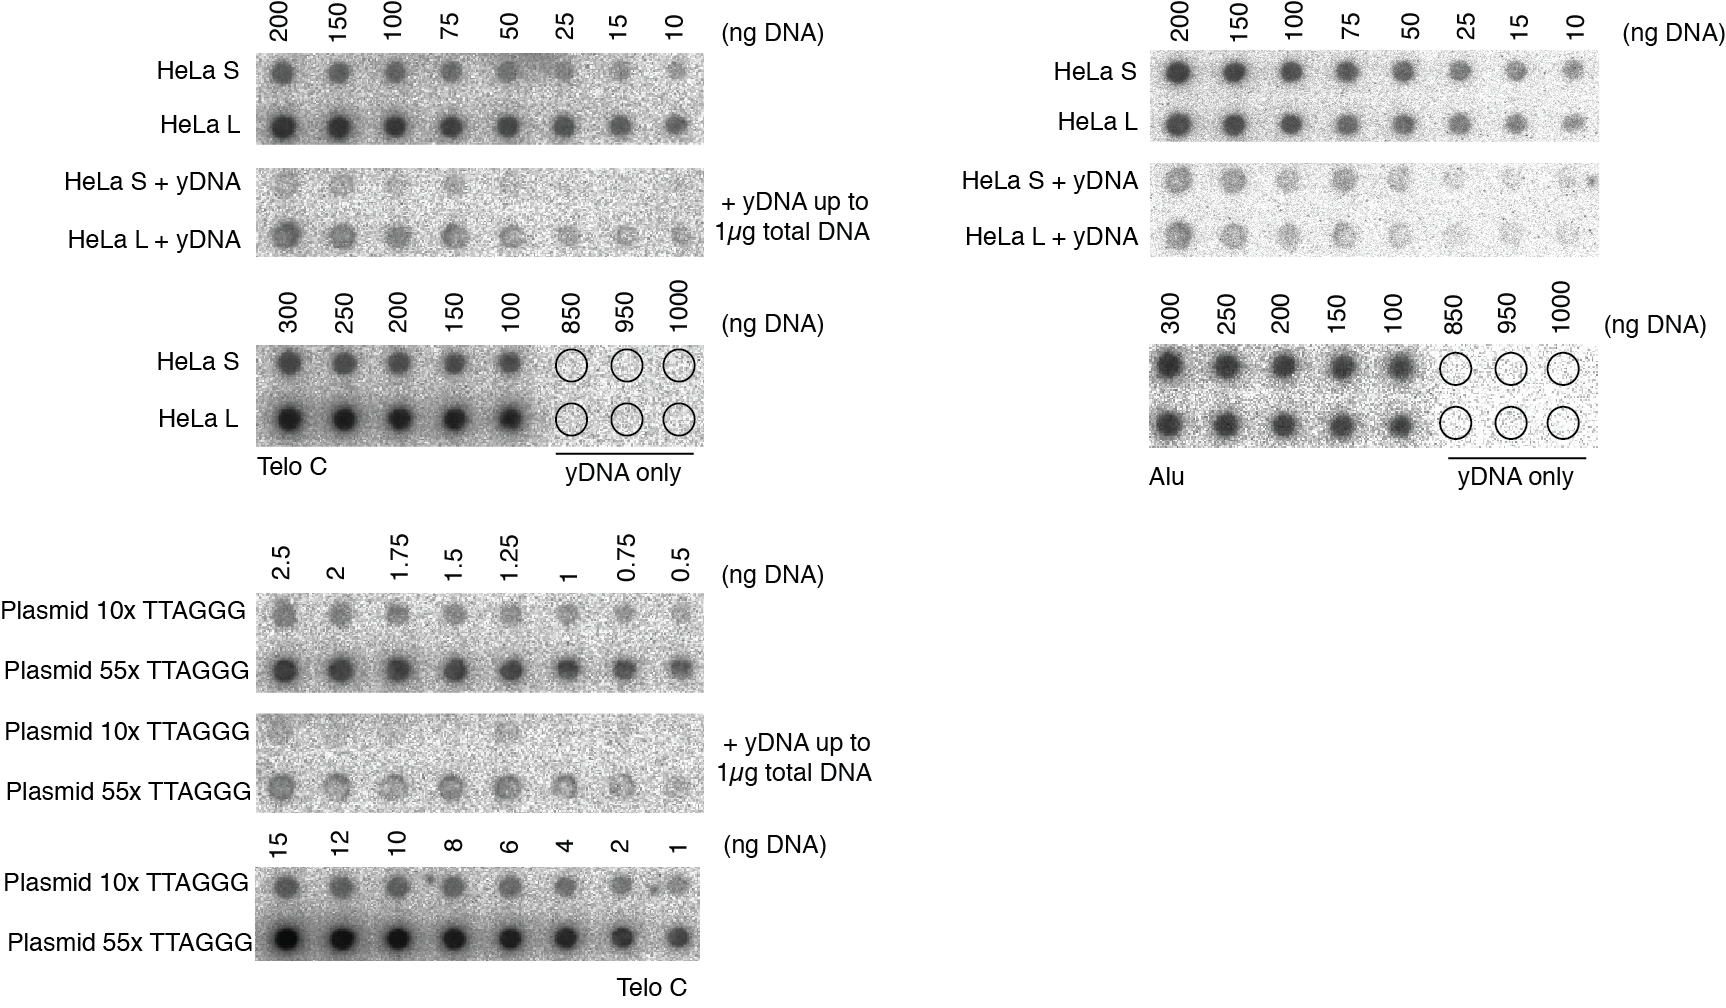 200 150 100 75 50 25 15 10 (ng DNA)
HeLa S
HeLa L
HeLa S + yDNA
HeLa L + yDNA
+ yDNA up to
1µg total DNA
300 250 200 150 100 850 950 1000 (ng DNA)
HeLa S
HeLa L
Telo C
yDNA only
200 150 100 75 50 25 15 10 (ng DNA)
HeLa S
HeLa L
HeLa S + yDNA
HeLa L + yDNA
300 250 200 150 100 850 950 1000 (ng DNA)
Alu
yDNA only
2.5 2 1.75 1.5 1.25 1 0.75 0.5 (ng DNA)
Plasmid 10x TTAGGG
Plasmid 55x TTAGGG
Plasmid 10x TTAGGG
Plasmid 55x TTAGGG
+ yDNA up to
1µg total DNA
15 12 10 8 6 4 2 1 (ng DNA)
Plasmid 10x TTAGGG
Plasmid 55x TTAGGG
Telo C